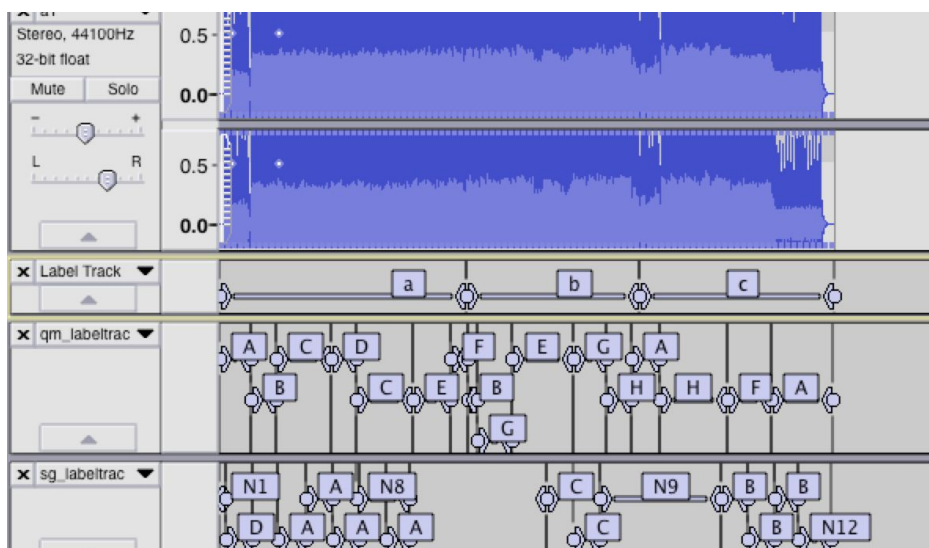 Stereo, 44100Hz
32-bit float
Mute Solo
- +
L R
0.5
0.0
0.5
0.0
× Label Track
a b c
× qm_labeltrac
A C D F E G A
B C E B H H F A
G
× sg_labeltrac
N1 A N8 C N9 B B
D A A A C B N12